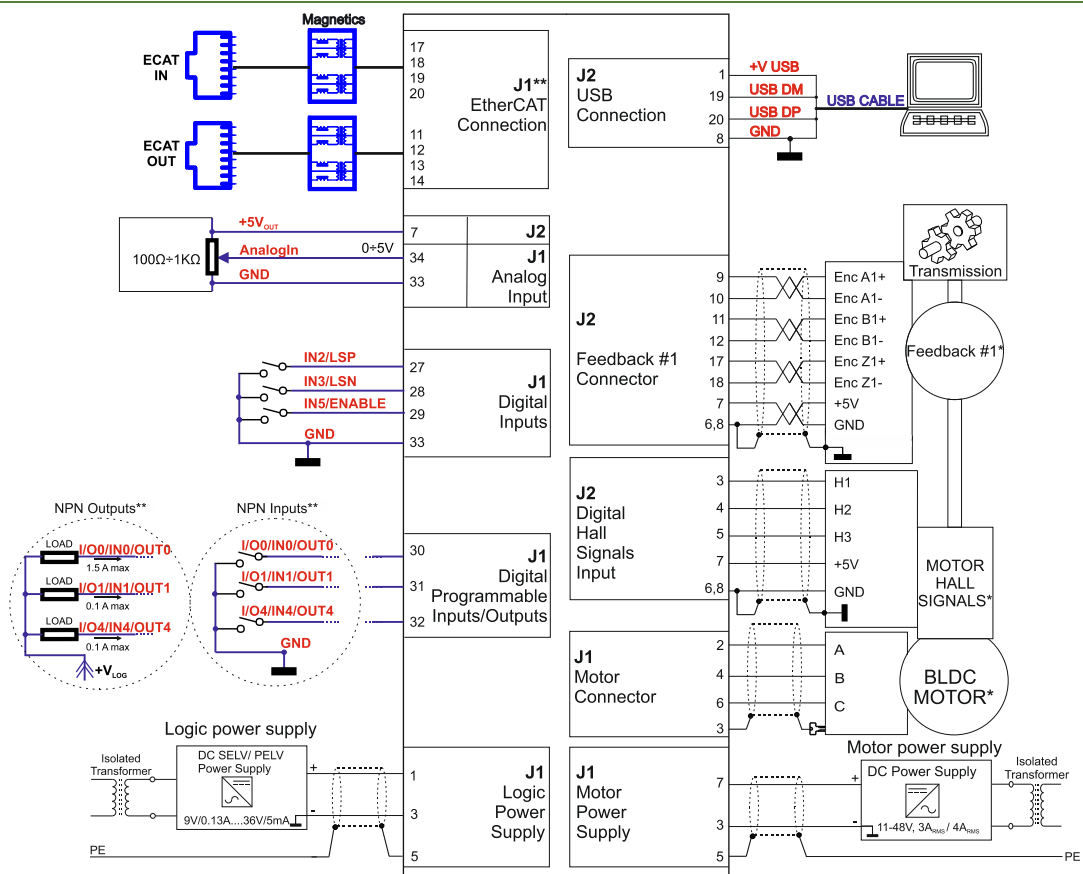 Magnetics
ECAT
IN
17
18
19
20
J1**
EtherCAT
Connection
ECAT
OUT
11
12
13
14
J2
USB
Connection
1
19
20
8
+V USB
USB DM
USB DP
GND
USB CABLE
100Ω÷1KΩ
+5VOUT
AnalogIn
0÷5V
GND
7
34
33
J2
J1
Analog
Input
IN2/LSP
IN3/LSN
IN5/ENABLE
GND
27
28
29
33
J1
Digital
Inputs
J2
Feedback #1
Connector
9
10
11
12
17
18
7
6,8
Enc A1+
Enc A1-
Enc B1+
Enc B1-
Enc Z1+
Enc Z1-
+5V
GND
Transmission
Feedback #1*
NPN Outputs**
LOAD
I/O0/IN0/OUT0
1.5 A max
LOAD
I/O1/IN1/OUT1
0.1 A max
LOAD
I/O4/IN4/OUT4
0.1 A max
+VLOG
NPN Inputs**
I/O0/IN0/OUT0
I/O1/IN1/OUT1
I/O4/IN4/OUT4
GND
30
31
32
J1
Digital
Programmable
Inputs/Outputs
J2
Digital
Hall
Signals
Input
3
4
5
7
6,8
H1
H2
H3
+5V
GND
MOTOR
HALL
SIGNALS*
J1
Motor
Connector
2
4
6
3
A
B
C
BLDC
MOTOR*
Logic power supply
Isolated
Transformer
DC SELV/ PELV
Power Supply
9V/0.13A....36V/5mA
+
-
PE
1
3
5
J1
Logic
Power
Supply
J1
Motor
Power
Supply
7
3
5
Motor power supply
+
-
DC Power Supply
11-48V, 3ARMS / 4ARMS
Isolated
Transformer
PE